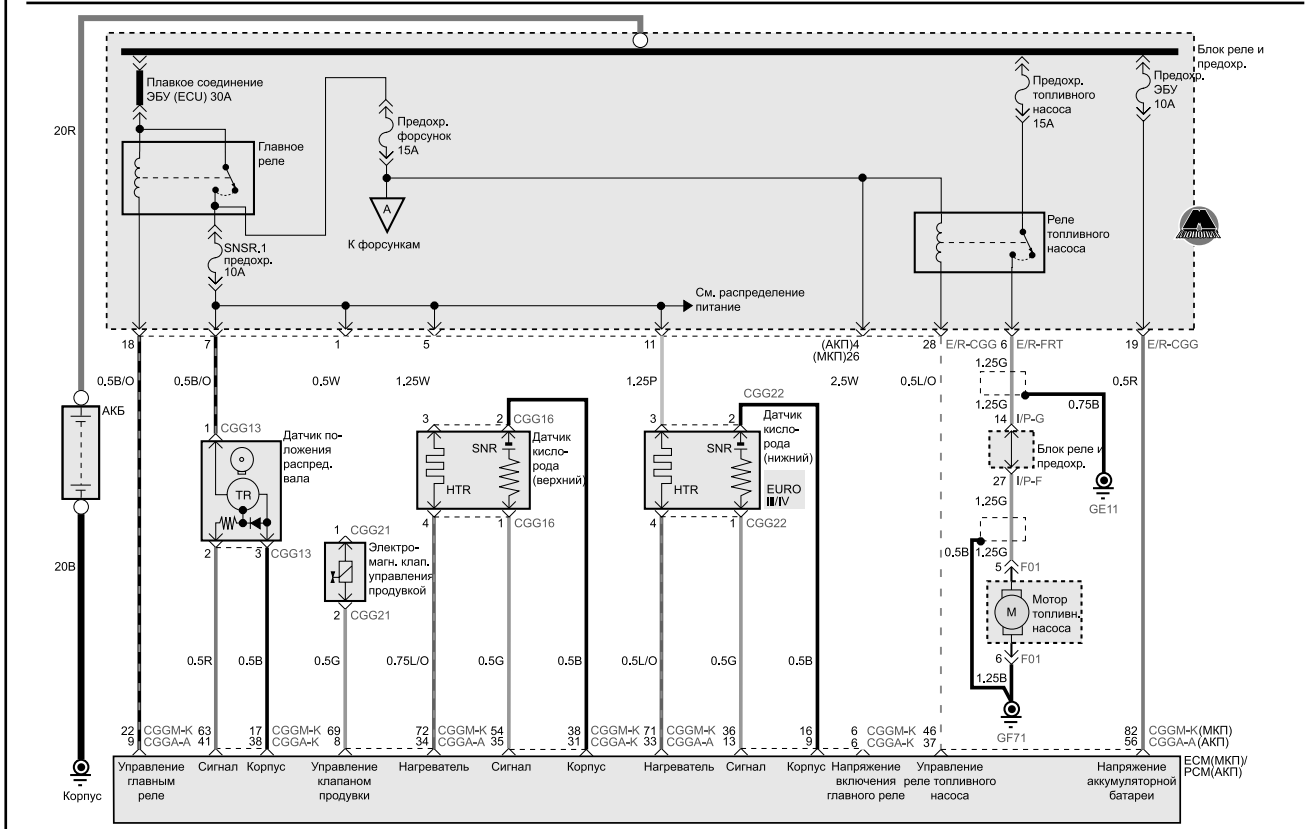 Блок реле и
предохр.
Плавкое соединение
ЭБУ (ECU) 30А
Предохр.
форсунок
15А
Предохр.
топливного
насоса
15А
Предохр.
ЭБУ
10А
20R
Главное
реле
А
К форсункам
SNSR.1
предохр.
10А
Реле
топливного
насоса
См. распределение
питание
18
7
1
5
11
(АКП)4
(МКП)26
28
E/R-CGG
6
E/R-FRT
19
E/R-CGG
0.5B/O
0.5B/O
0.5W
1.25W
1.25P
2.5W
0.5L/O
1.25G
0.5R
АКБ
1
CGG13
Датчик по-
ложения
распред.
вала
TR
2
3
CGG13
3
2
CGG16
SNR
HTR
Датчик
кисло-
рода
(верхний)
4
1
CGG16
CGG22
3
2
SNR
HTR
Датчик
кисло-
рода
(нижний)
EURO
III/IV
4
1
CGG22
1.25G
0.75B
14
I/P-G
Блок реле и
предохр.
27
I/P-F
GE11
1.25G
0.5B
1.25G
5
F01
M
Мотор
топливн.
насоса
6
F01
1.25B
GF71
1
CGG21
Электро-
магн. клап.
управления
продувкой
2
CGG21
20B
0.5R
0.5B
0.5G
0.75L/O
0.5G
0.5B
0.5L/O
0.5G
0.5B
22 CGGM-K 63 17 CGGM-K 69 72 CGGM-K 54 38 CGGM-K 71 CGGM-K 36 16 6 CGGM-K 46 82 CGGM-K(МКП)
9 CGGA-A 41 38 CGGA-K 8 34 CGGA-A 35 31 CGGA-K 33 CGGA-A 13 9 6 CGGA-K 37 56 CGGA-A (АКП)
Корпус
Управление
главным
реле
Сигнал
Корпус
Управление
клапаном
продувки
Нагреватель
Сигнал
Корпус
Нагреватель
Сигнал
Корпус
Напряжение
включения
главного реле
Управление
реле топливного
насоса
Напряжение
аккумуляторной
батареи
ECM(МКП)/
PCM(АКП)